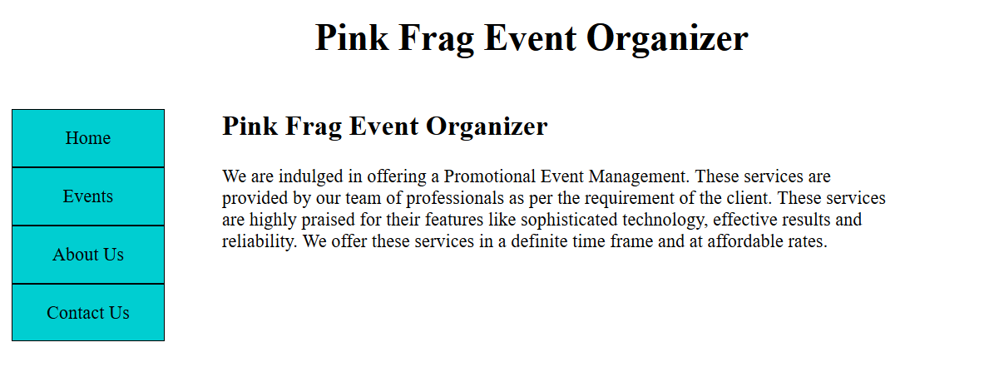 Pink Frag Event Organizer
Home
Events
About Us
Contact Us
Pink Frag Event Organizer
We are indulged in offering a Promotional Event Management. These services are
provided by our team of professionals as per the requirement of the client. These services
are highly praised for their features like sophisticated technology, effective results and
reliability. We offer these services in a definite time frame and at affordable rates.